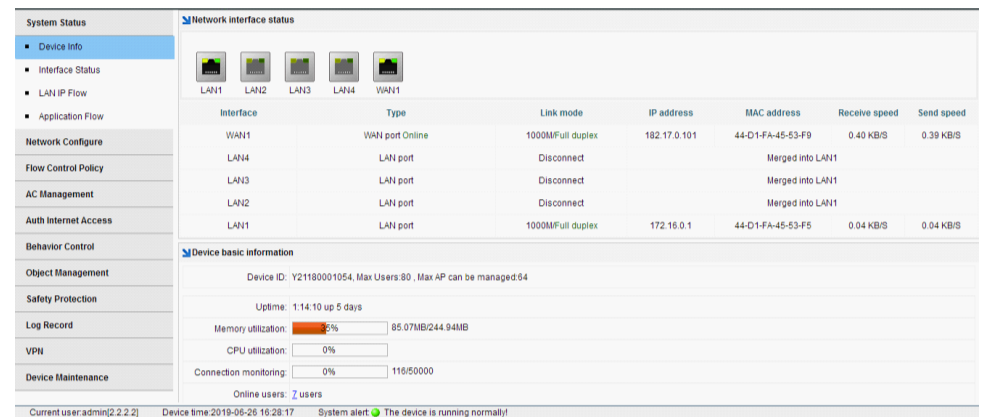 System Status
Device Info
Interface Status
LAN IP Flow
Application Flow
Network Configure
Flow Control Policy
AC Management
Auth Internet Access
Behavior Control
Object Management
Safety Protection
Log Record
VPN
Device Maintenance
Network interface status
LAN1 LAN2 LAN3 LAN4 WAN1
Interface Type Link mode IP address MAC address Receive speed Send speed
WAN1 WAN port Online 1000M/Full duplex 182.17.0.101 44-D1-FA-45-53-F9 0.40 KB/S 0.39 KB/S
LAN4 LAN port Disconnect Merged into LAN1
LAN3 LAN port Disconnect Merged into LAN1
LAN2 LAN port Disconnect Merged into LAN1
LAN1 LAN port 1000M/Full duplex 172.16.0.1 44-D1-FA-45-53-F5 0.04 KB/S 0.04 KB/S
Device basic information
Device ID: Y21180001054, Max Users:80 , Max AP can be managed:64
Uptime: 1:14:10 up 5 days
Memory utilization: 35% 85.07MB/244.94MB
CPU utilization: 0%
Connection monitoring: 0% 116/50000
Online users: 7 users
Current user:admin[2.2.2.2] Device time:2019-06-26 16:28:17 System alert: The device is running normally!